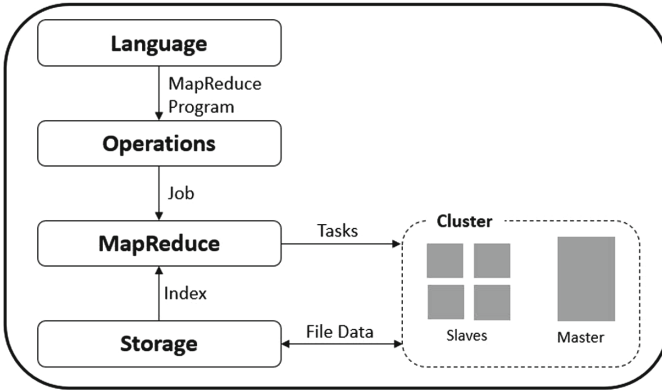 Language
MapReduce
Program
Operations
Job
MapReduce
Tasks
Cluster
Index
Slaves
Master
Storage
File Data